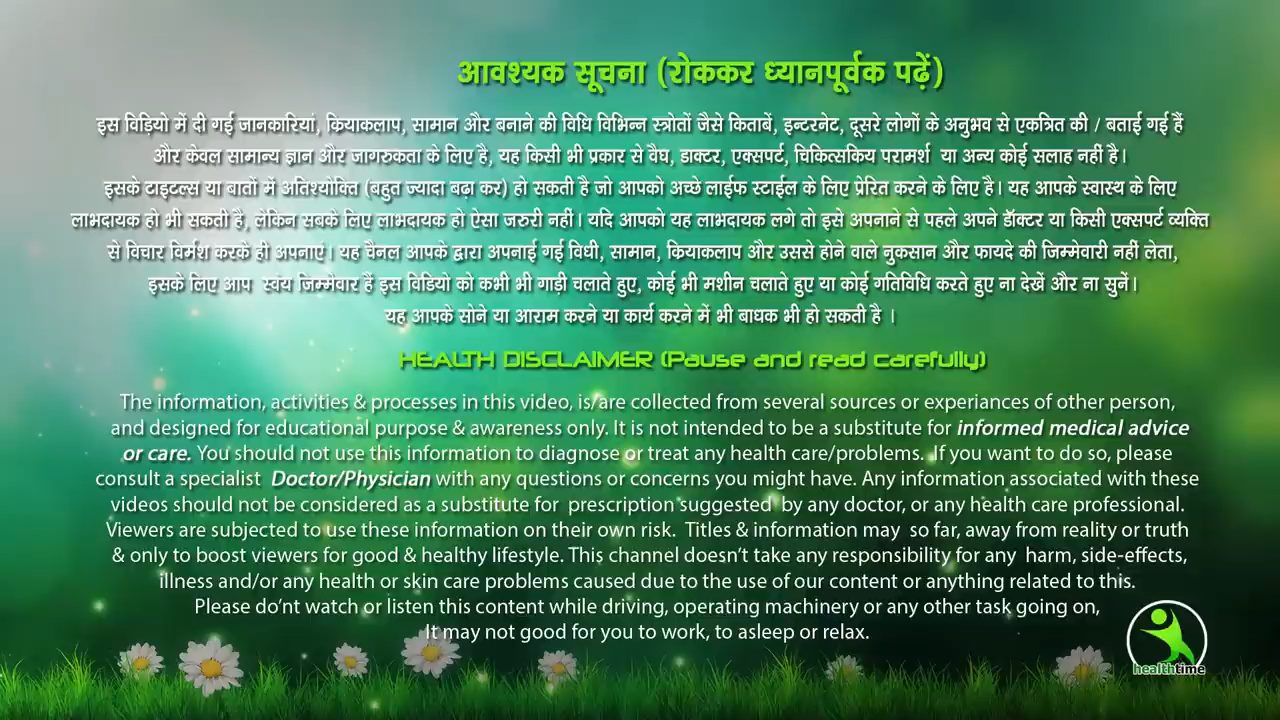 आवश्यक सूचना (रोककर ध्यानपूर्वक पढ़ें)
इस विड़ियो में दी गई जानकारियां, क्रियाकलाप, सामान और बनाने की विधि विभिन्न स्त्रोतों जैसे किताबें, इन्टरनेट, दूसरे लोगों के अनुभव से एकत्रित की / बताई गई हैं
और केवल सामान्य ज्ञान और जागरुकता के लिए है, यह किसी भी प्रकार से वैघ, डाक्टर, एक्सपर्ट, चिकित्सकिय परामर्श या अन्य कोई सलाह नहीं है।
इसके टाइटल्स या बातों में अतिश्योक्ति (बहुत ज्यादा बढ़ा कर) हो सकती है जो आपको अच्छे लाईफ स्टाईल के लिए प्रेरित करने के लिए है। यह आपके स्वास्थ के लिए
लाभदायक हो भी सकती है, लेकिन सबके लिए लाभदायक हो ऐसा जरुरी नहीं। यदि आपको यह लाभदायक लगे तो इसे अपनाने से पहले अपने डॉक्टर या किसी एक्सपर्ट व्यक्ति
से विचार विर्मश करके ही अपनाएं। यह चैनल आपके द्वारा अपनाई गई विधी, सामान, क्रियाकलाप और उससे होने वाले नुकसान और फायदे की जिम्मेवारी नहीं लेता,
इसके लिए आप स्वंय जिम्मेवार हैं इस विडियो को कभी भी गाड़ी चलाते हुए, कोई भी मशीन चलाते हुए या कोई गतिविधि करते हुए ना देखें और ना सुनें।
यह आपके सोने या आराम करने या कार्य करने में भी बाधक भी हो सकती है ।
HEALTH DISCLAIMER (Pause and read carefully)
The information, activities & processes in this video, is/are collected from several sources or experiances of other person,
and designed for educational purpose & awareness only. It is not intended to be a substitute for informed medical advice
or care. You should not use this information to diagnose or treat any health care/problems. If you want to do so, please
consult a specialist Doctor/Physician with any questions or concerns you might have. Any information associated with these
videos should not be considered as a substitute for prescription suggested by any doctor, or any health care professional.
Viewers are subjected to use these information on their own risk. Titles & information may so far, away from reality or truth
& only to boost viewers for good & healthy lifestyle. This channel doesn't take any responsibility for any harm, side-effects,
illness and/or any health or skin care problems caused due to the use of our content or anything related to this.
Please do'nt watch or listen this content while driving, operating machinery or any other task going on,
It may not good for you to work, to asleep or relax.
healthtime